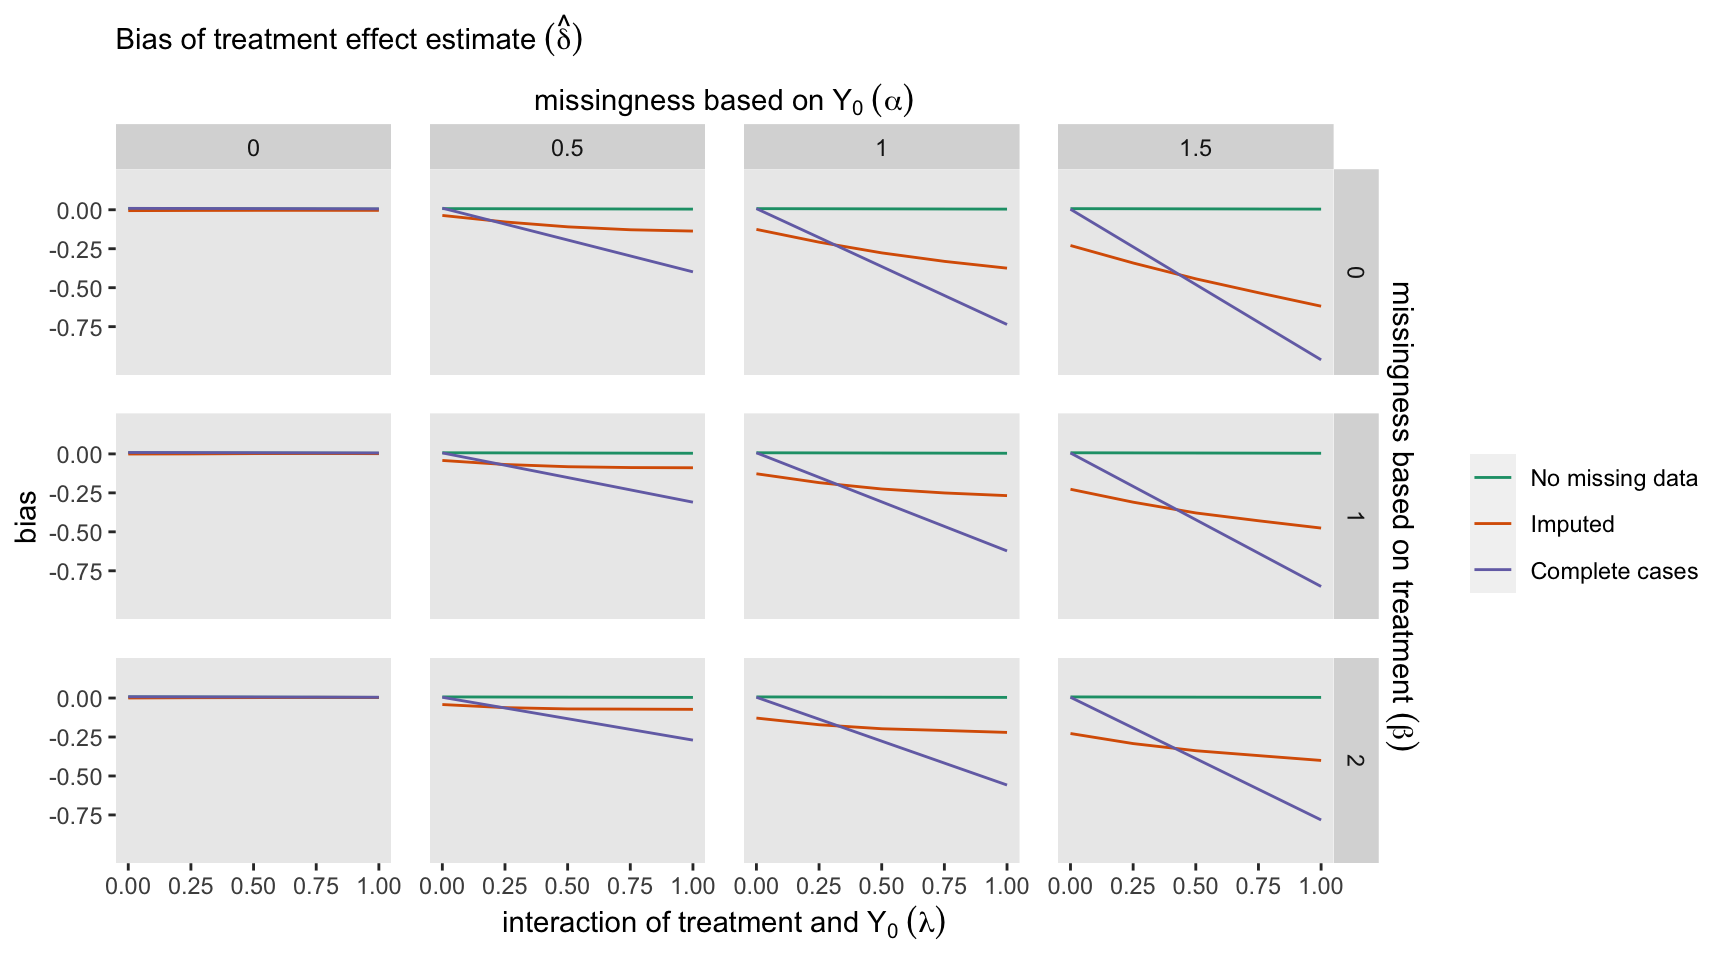 Bias of treatment effect estimate (δ̂)
missingness based on Y₀ (α)
0
0.5
1
1.5
0.00
-0.25
-0.50
-0.75
0
0.00
-0.25
-0.50
-0.75
1
0.00
-0.25
-0.50
-0.75
2
bias
missingness based on treatment (β)
0.00 0.25 0.50 0.75 1.00
0.00 0.25 0.50 0.75 1.00
0.00 0.25 0.50 0.75 1.00
0.00 0.25 0.50 0.75 1.00
interaction of treatment and Y₀ (λ)
No missing data
Imputed
Complete cases